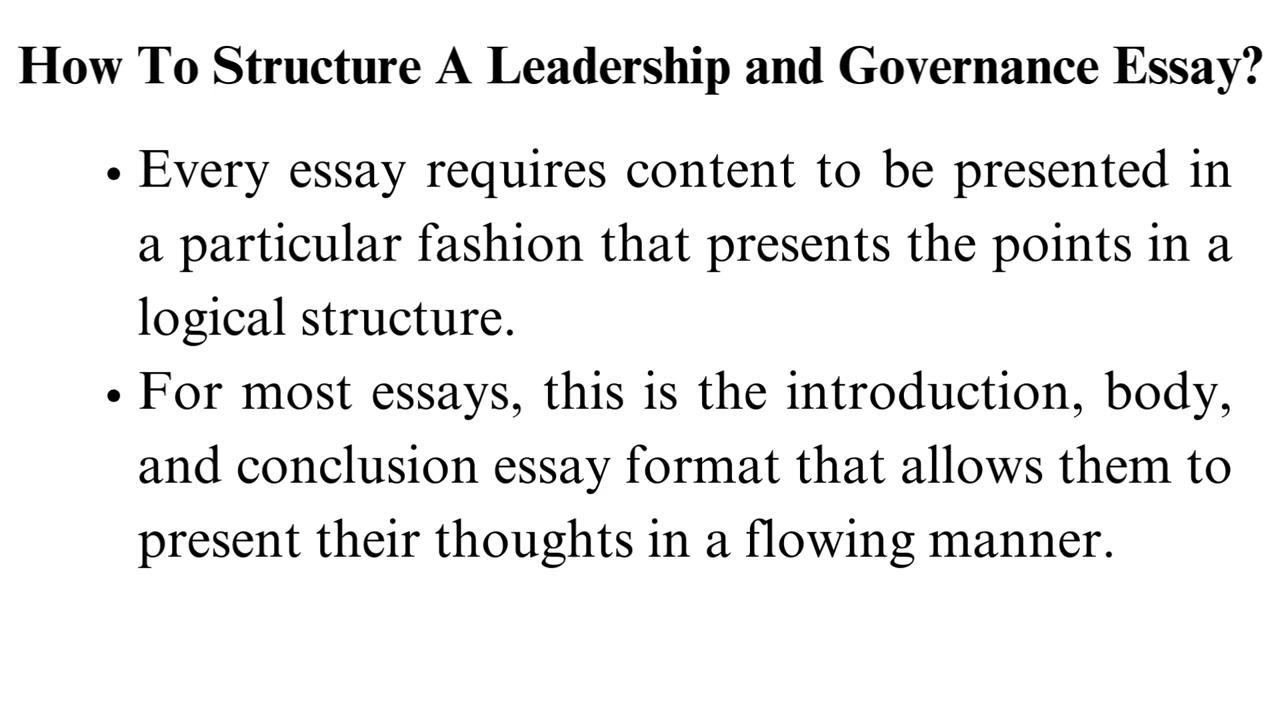 How To Structure A Leadership and Governance Essay?
• Every essay requires content to be presented in
a particular fashion that presents the points in a
logical structure.
• For most essays, this is the introduction, body,
and conclusion essay format that allows them to
present their thoughts in a flowing manner.